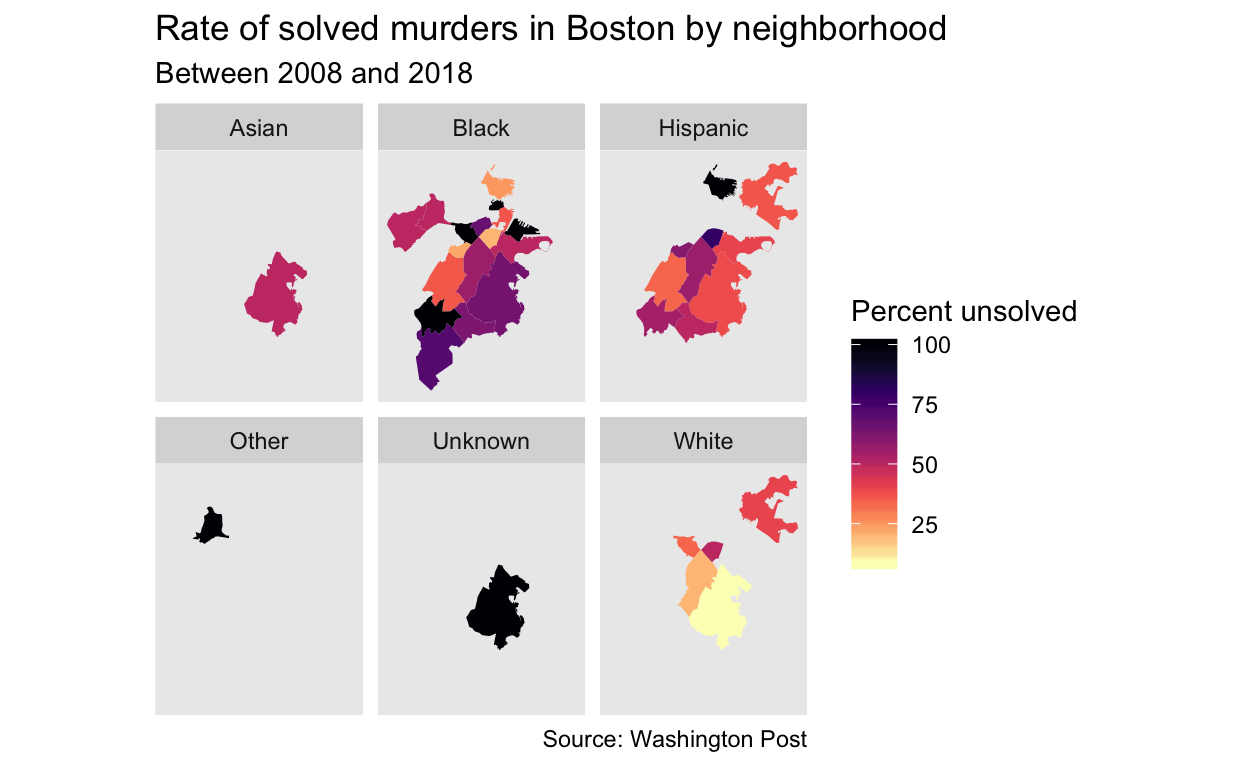 Rate of solved murders in Boston by neighborhood
Between 2008 and 2018
Asian
Black
Hispanic
Other
Unknown
White
Percent unsolved
100
75
50
25
Source: Washington Post